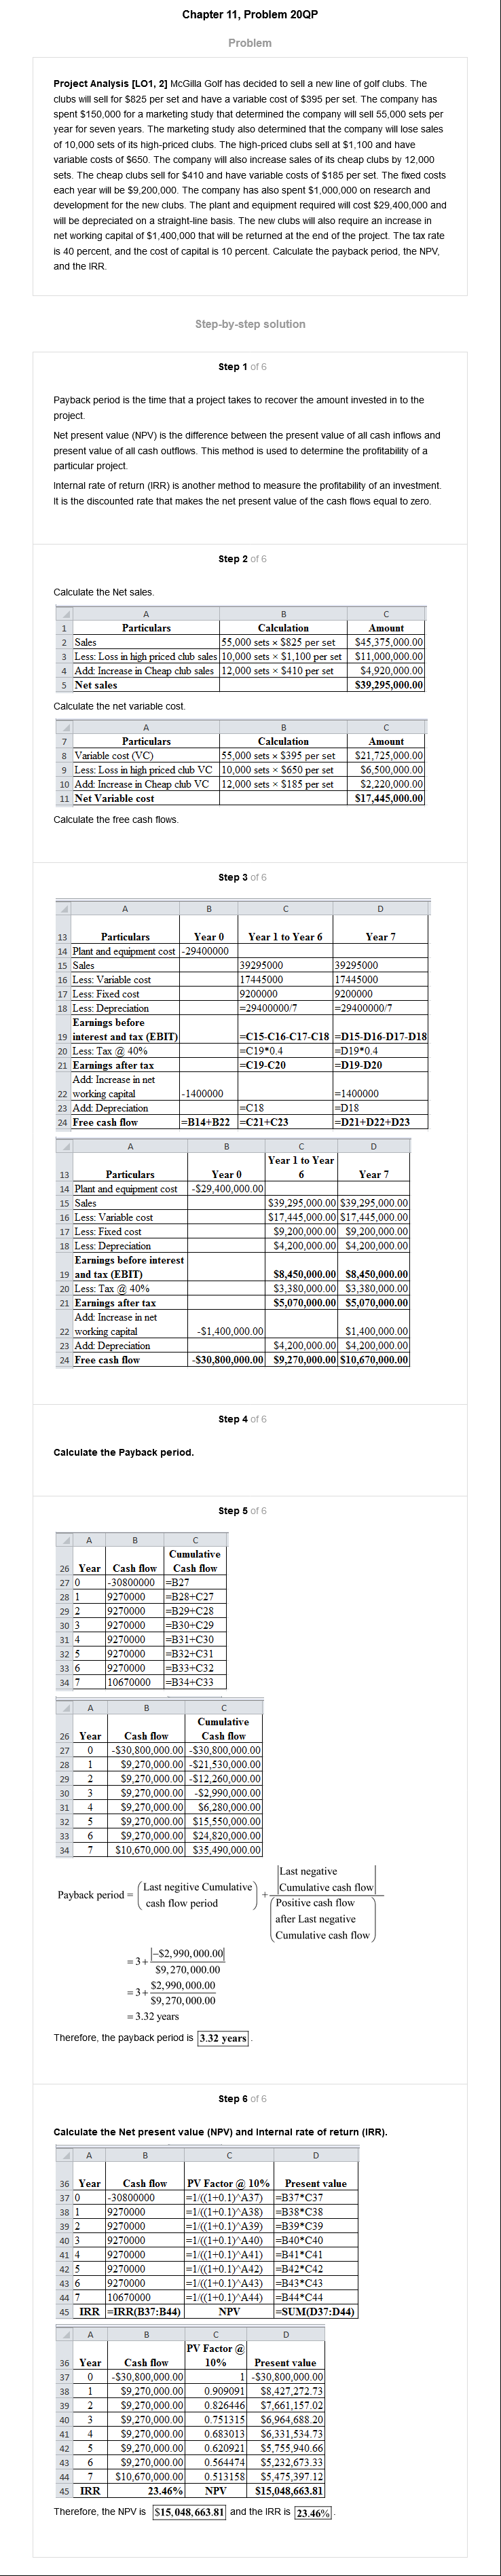 Chapter 11, Problem 20QP
Problem
Project Analysis [LO1, 2] McGilla Golf has decided to sell a new line of golf clubs. The
clubs will sell for $825 per set and have a variable cost of $395 per set. The company has
spent $150,000 for a marketing study that determined the company will sell 55,000 sets per
year for seven years. The marketing study also determined that the company will lose sales
of 10,000 sets of its high-priced clubs. The high-priced clubs sell at $1,100 and have
variable costs of $650. The company will also increase sales of its cheap clubs by 12,000
sets. The cheap clubs sell for $410 and have variable costs of $185 per set. The fixed costs
each year will be $9,200,000. The company has also spent $1,000,000 on research and
development for the new clubs. The plant and equipment required will cost $29,400,000 and
will be depreciated on a straight-line basis. The new clubs will also require an increase in
net working capital of $1,400,000 that will be returned at the end of the project. The tax rate
is 40 percent, and the cost of capital is 10 percent. Calculate the payback period, the NPV,
and the IRR.
Step-by-step solution
Step 1 of 6
Payback period is the time that a project takes to recover the amount invested in to the
project.
Net present value (NPV) is the difference between the present value of all cash inflows and
present value of all cash outflows. This method is used to determine the profitability of a
particular project.
Internal rate of return (IRR) is another method to measure the profitability of an investment.
It is the discounted rate that makes the net present value of the cash flows equal to zero.
Step 2 of 6
Calculate the Net sales.
A B C
1 Particulars Calculation Amount
2 Sales 55,000 sets × $825 per set $45,375,000.00
3 Less: Loss in high priced club sales 10,000 sets × $1,100 per set $11,000,000.00
4 Add: Increase in Cheap club sales 12,000 sets × $410 per set $4,920,000.00
5 Net sales $39,295,000.00
Calculate the net variable cost.
A B C
7 Particulars Calculation Amount
8 Variable cost (VC) 55,000 sets × $395 per set $21,725,000.00
9 Less: Loss in high priced club VC 10,000 sets × $650 per set $6,500,000.00
10 Add: Increase in Cheap club VC 12,000 sets × $185 per set $2,220,000.00
11 Net Variable cost $17,445,000.00
Calculate the free cash flows.
Step 3 of 6
A B C D
13 Particulars Year 0 Year 1 to Year 6 Year 7
14 Plant and equipment cost -29400000
15 Sales 39295000 39295000
16 Less: Variable cost 17445000 17445000
17 Less: Fixed cost 9200000 9200000
18 Less: Depreciation =29400000/7 =29400000/7
Earnings before
19 interest and tax (EBIT) =C15-C16-C17-C18 =D15-D16-D17-D18
20 Less: Tax @ 40% =C19*0.4 =D19*0.4
21 Earnings after tax =C19-C20 =D19-D20
Add: Increase in net
22 working capital -1400000 =1400000
23 Add: Depreciation =C18 =D18
24 Free cash flow =B14+B22 =C21+C23 =D21+D22+D23
A B C D
Year 1 to Year
13 Particulars Year 0 6 Year 7
14 Plant and equipment cost -$29,400,000.00
15 Sales $39,295,000.00 $39,295,000.00
16 Less: Variable cost $17,445,000.00 $17,445,000.00
17 Less: Fixed cost $9,200,000.00 $9,200,000.00
18 Less: Depreciation $4,200,000.00 $4,200,000.00
Earnings before interest
19 and tax (EBIT) $8,450,000.00 $8,450,000.00
20 Less: Tax @ 40% $3,380,000.00 $3,380,000.00
21 Earnings after tax $5,070,000.00 $5,070,000.00
Add: Increase in net
22 working capital -$1,400,000.00 $1,400,000.00
23 Add: Depreciation $4,200,000.00 $4,200,000.00
24 Free cash flow -$30,800,000.00 $9,270,000.00 $10,670,000.00
Step 4 of 6
Calculate the Payback period.
Step 5 of 6
A B C
Cumulative
26 Year Cash flow Cash flow
27 0 -30800000 =B27
28 1 9270000 =B28+C27
29 2 9270000 =B29+C28
30 3 9270000 =B30+C29
31 4 9270000 =B31+C30
32 5 9270000 =B32+C31
33 6 9270000 =B33+C32
34 7 10670000 =B34+C33
A B C
Cumulative
26 Year Cash flow Cash flow
27 0 -$30,800,000.00 -$30,800,000.00
28 1 $9,270,000.00 -$21,530,000.00
29 2 $9,270,000.00 -$12,260,000.00
30 3 $9,270,000.00 -$2,990,000.00
31 4 $9,270,000.00 $6,280,000.00
32 5 $9,270,000.00 $15,550,000.00
33 6 $9,270,000.00 $24,820,000.00
34 7 $10,670,000.00 $35,490,000.00
Payback period = (Last negitive Cumulative cash flow period) + |Last negative
Cumulative cash flow|
(Positive cash flow
after Last negative
Cumulative cash flow)
= 3+ |-$2,990,000.00|
$9,270,000.00
= 3+ $2,990,000.00
$9,270,000.00
= 3.32 years
Therefore, the payback period is 3.32 years.
Step 6 of 6
Calculate the Net present value (NPV) and Internal rate of return (IRR).
A B C D
36 Year Cash flow PV Factor @ 10% Present value
37 0 -30800000 =1/((1+0.1)^A37) =B37*C37
38 1 9270000 =1/((1+0.1)^A38) =B38*C38
39 2 9270000 =1/((1+0.1)^A39) =B39*C39
40 3 9270000 =1/((1+0.1)^A40) =B40*C40
41 4 9270000 =1/((1+0.1)^A41) =B41*C41
42 5 9270000 =1/((1+0.1)^A42) =B42*C42
43 6 9270000 =1/((1+0.1)^A43) =B43*C43
44 7 10670000 =1/((1+0.1)^A44) =B44*C44
45 IRR =IRR(B37:B44) NPV =SUM(D37:D44)
A B C D
PV Factor @
36 Year Cash flow 10% Present value
37 0 -$30,800,000.00 1 -$30,800,000.00
38 1 $9,270,000.00 0.909091 $8,427,272.73
39 2 $9,270,000.00 0.826446 $7,661,157.02
40 3 $9,270,000.00 0.751315 $6,964,688.20
41 4 $9,270,000.00 0.683013 $6,331,534.73
42 5 $9,270,000.00 0.620921 $5,755,940.66
43 6 $9,270,000.00 0.564474 $5,232,673.33
44 7 $10,670,000.00 0.513158 $5,475,397.12
45 IRR 23.46% NPV $15,048,663.81
Therefore, the NPV is $15,048,663.81 and the IRR is 23.46%.